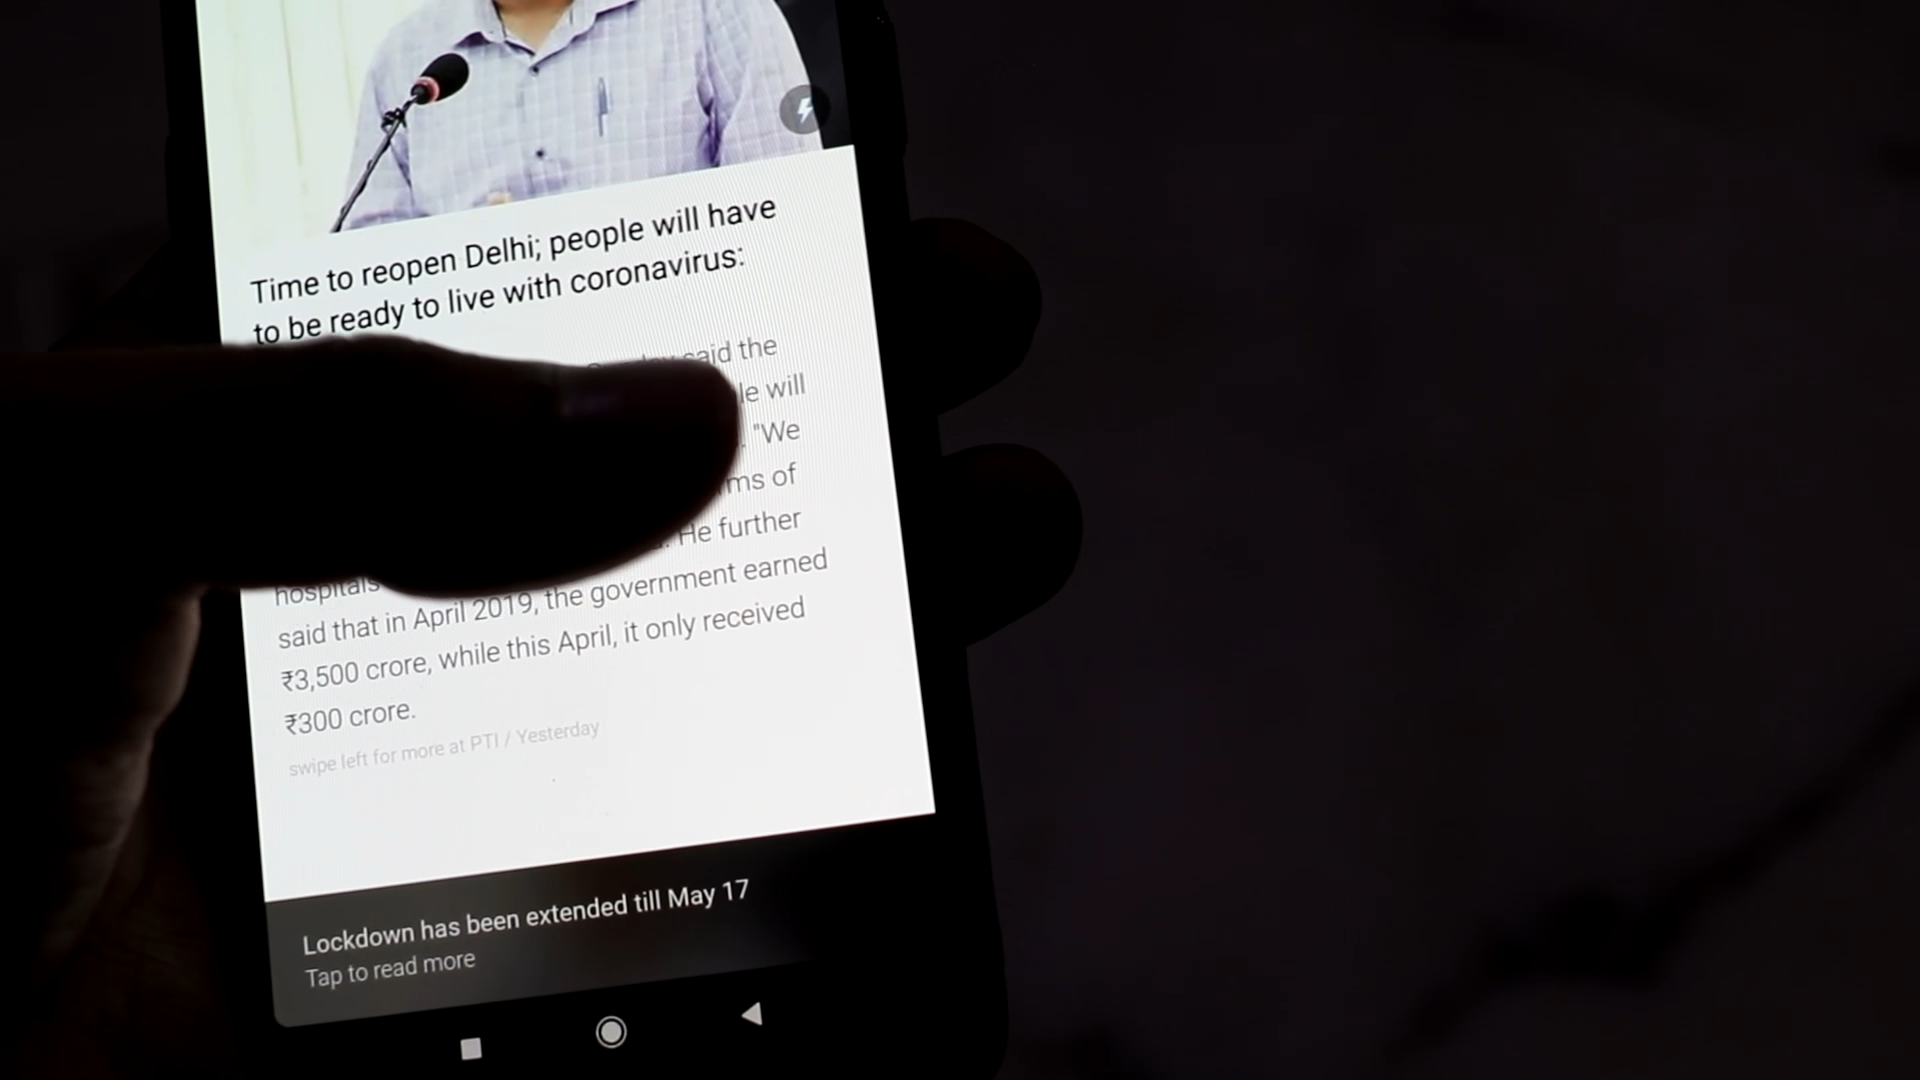 Time to reopen Delhi; people will have
to be ready to live with coronavirus:
said the
will
"We
of
He further
hospitals
said that in April 2019, the government earned
₹3,500 crore, while this April, it only received
₹300 crore.
swipe left for more at PTI / Yesterday
Lockdown has been extended till May 17
Tap to read more